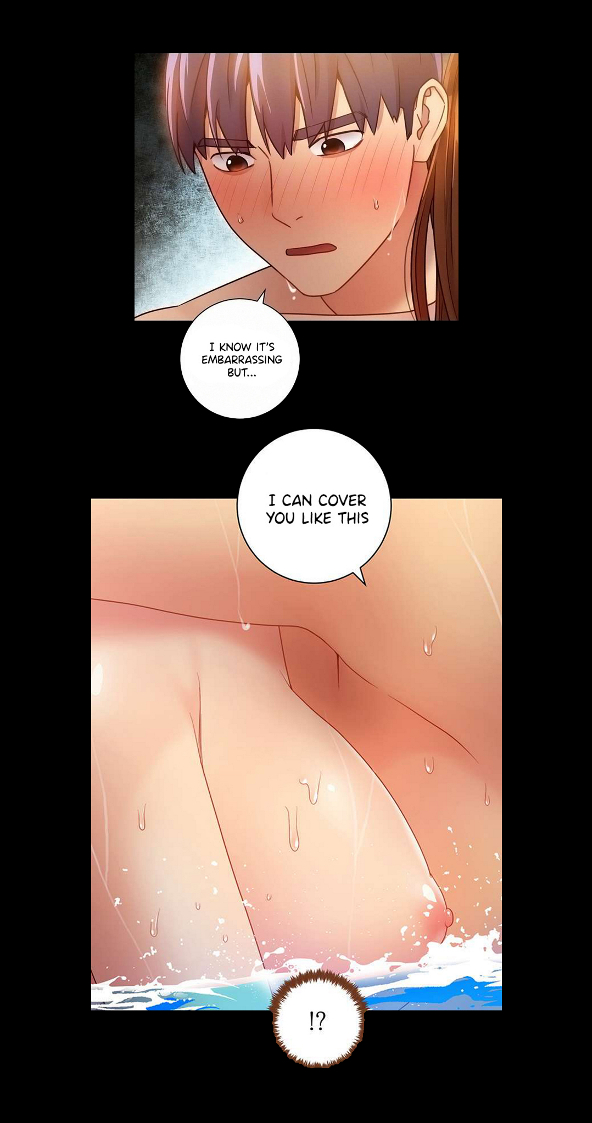 I KNOW IT'S
EMBARRASSING
BUT...
I CAN COVER
YOU LIKE THIS
!?